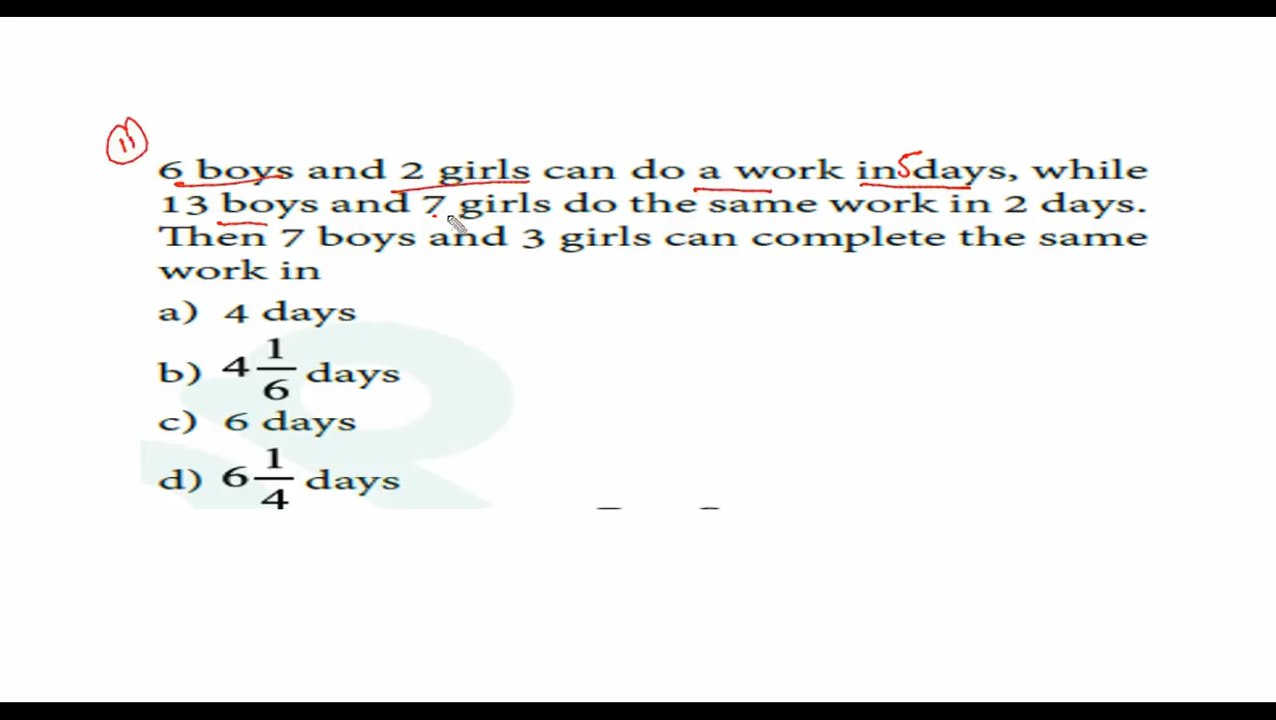 11
6 boys and 2 girls can do a work in 5 days, while
13 boys and 7 girls do the same work in 2 days.
Then 7 boys and 3 girls can complete the same
work in
a) 4 days
b) 4 1/6 days
c) 6 days
d) 6 1/4 days